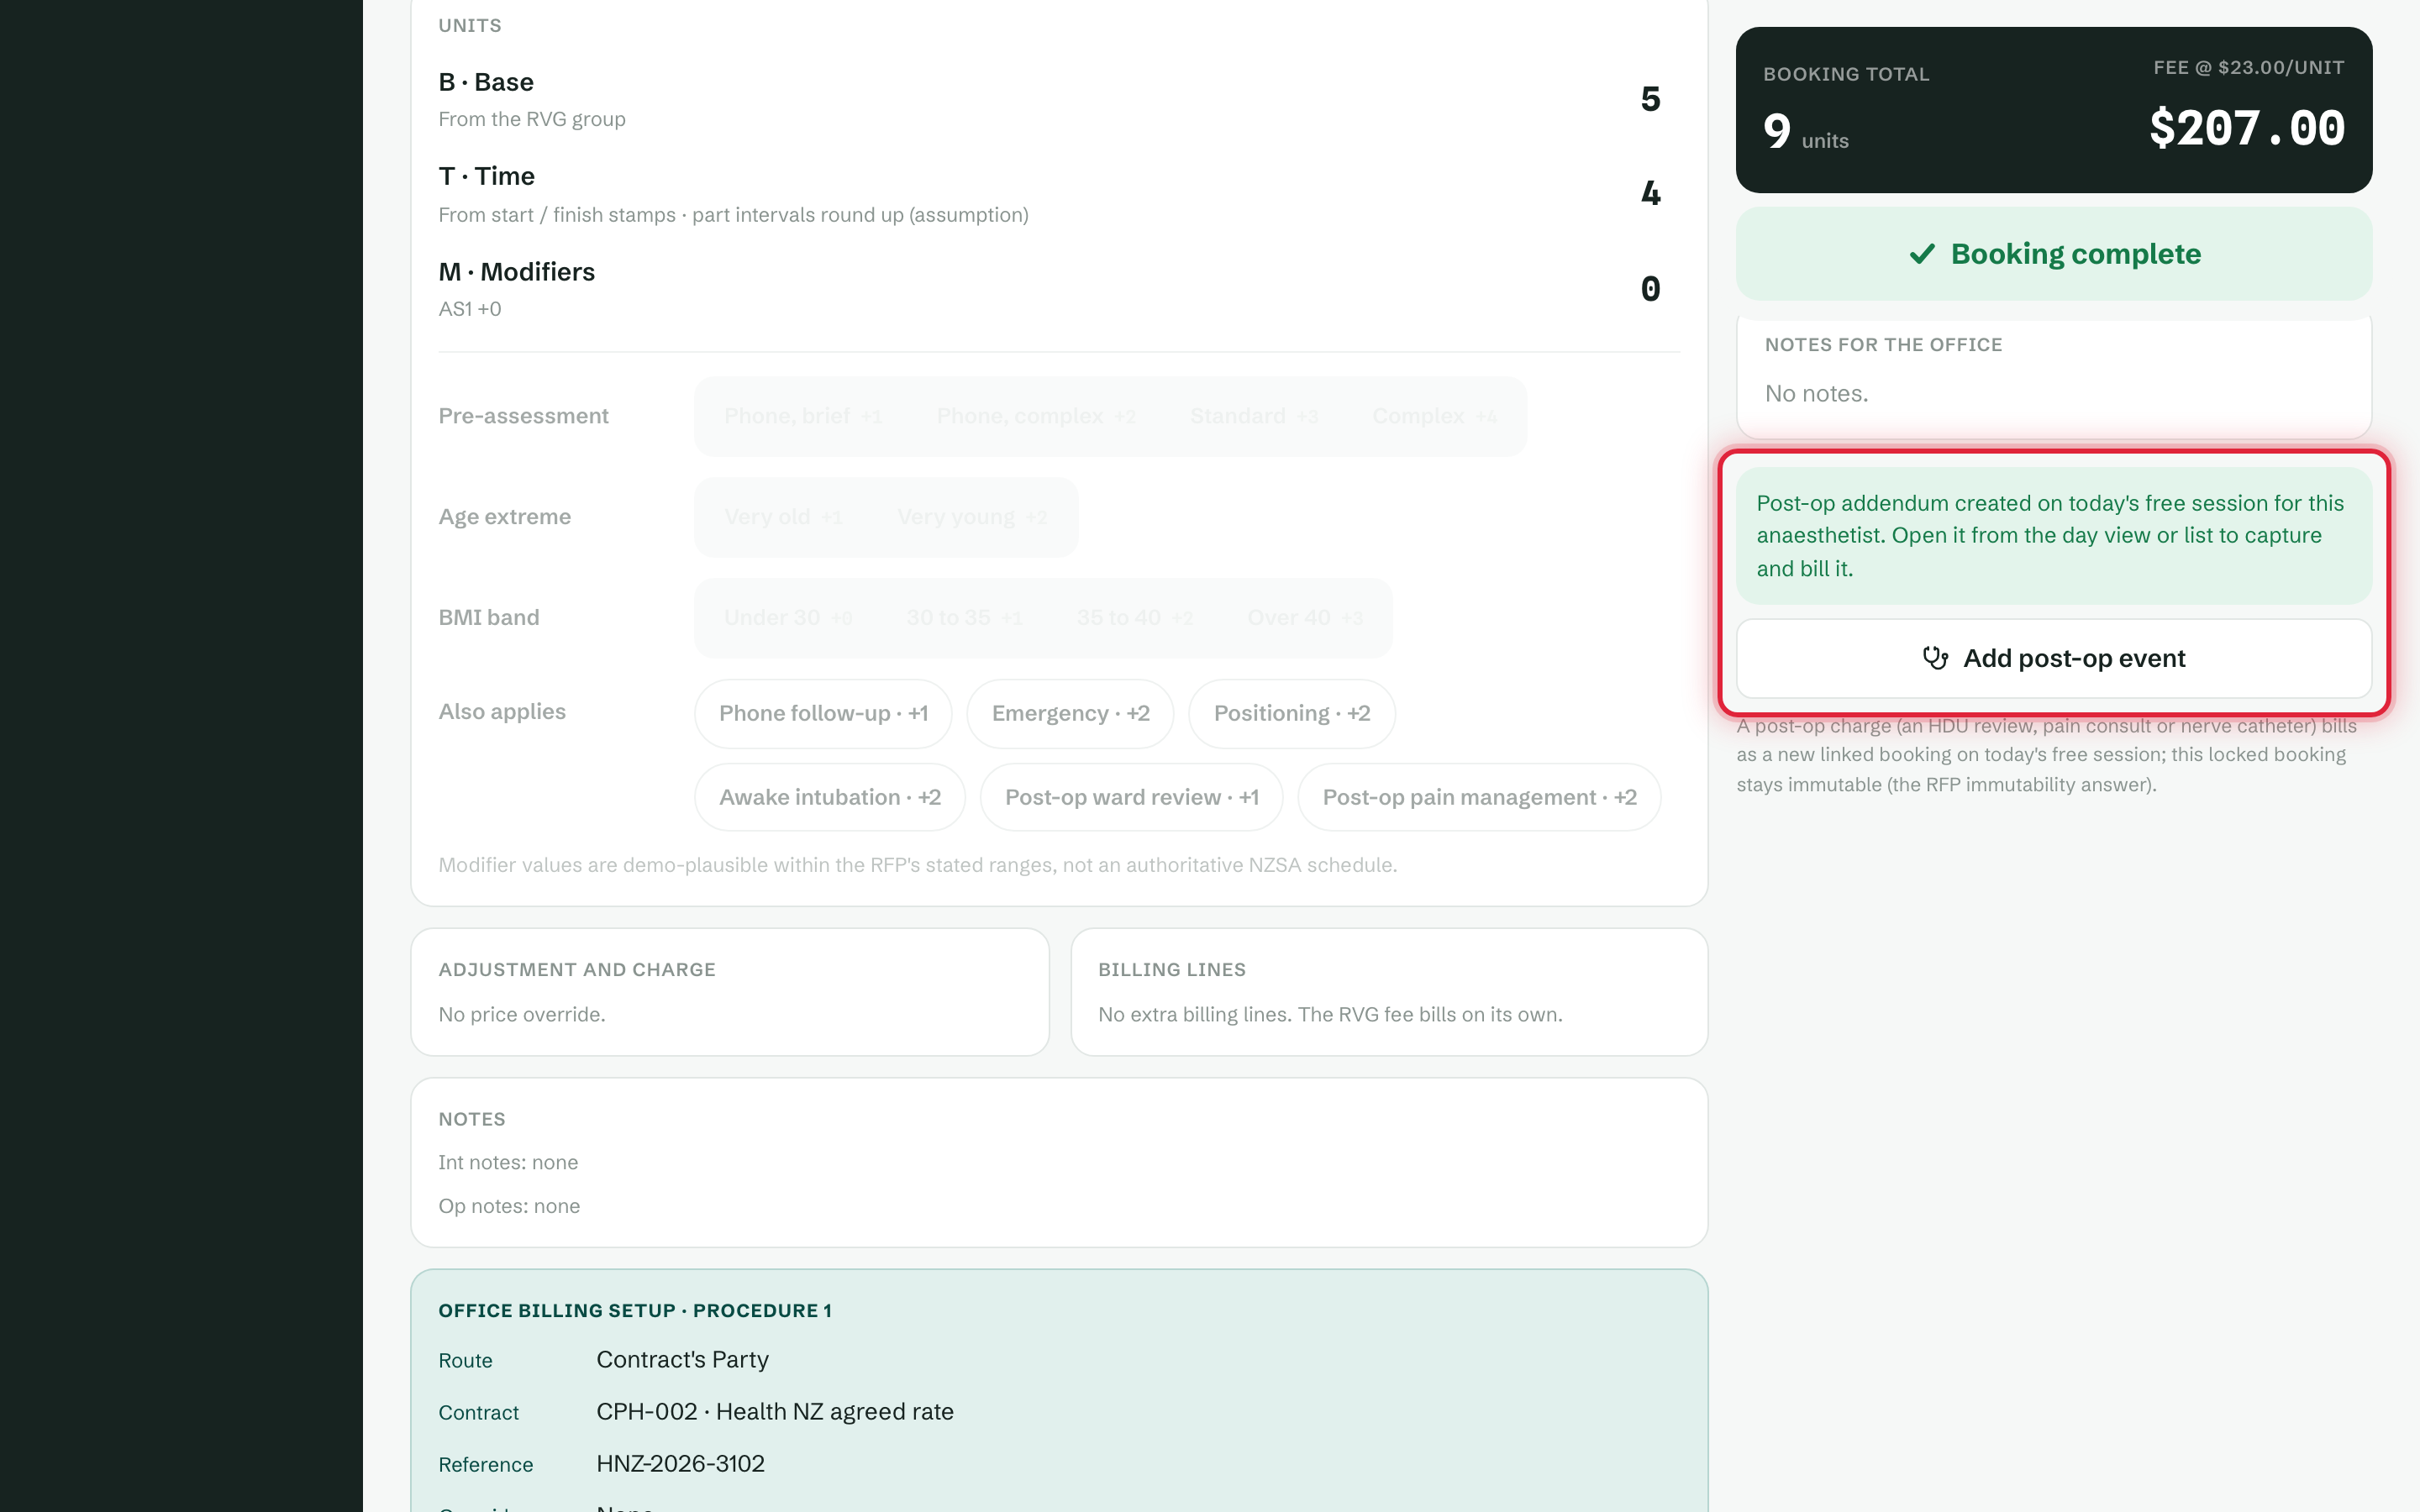 UNITS
B · Base
From the RVG group
5
T · Time
From start / finish stamps · part intervals round up (assumption)
4
M · Modifiers
AS1 +0
0
Pre-assessment
Phone, brief +1 Phone, complex +2 Standard +3 Complex +4
Age extreme
Very old +1 Very young +2
BMI band
Under 30 +0 30 to 35 +1 35 to 40 +2 Over 40 +3
Also applies
Phone follow-up · +1 Emergency · +2 Positioning · +2
Awake intubation · +2 Post-op ward review · +1 Post-op pain management · +2
Modifier values are demo-plausible within the RFP's stated ranges, not an authoritative NZSA schedule.
ADJUSTMENT AND CHARGE
No price override.
BILLING LINES
No extra billing lines. The RVG fee bills on its own.
NOTES
Int notes: none
Op notes: none
OFFICE BILLING SETUP · PROCEDURE 1
Route Contract's Party
Contract CPH-002 · Health NZ agreed rate
Reference HNZ-2026-3102
BOOKING TOTAL
9 units
FEE @ $23.00/UNIT
$207.00
Booking complete
NOTES FOR THE OFFICE
No notes.
Post-op addendum created on today's free session for this
anaesthetist. Open it from the day view or list to capture
and bill it.
Add post-op event
A post-op charge (an HDU review, pain consult or nerve catheter) bills
as a new linked booking on today's free session; this locked booking
stays immutable (the RFP immutability answer).